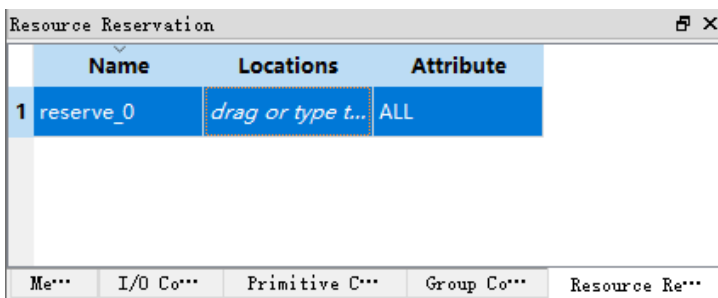 Resource Reservation
Name Locations Attribute
1 reserve_0 drag or type t... ALL
Me··· I/O Co··· Primitive C··· Group Co··· Resource Re···